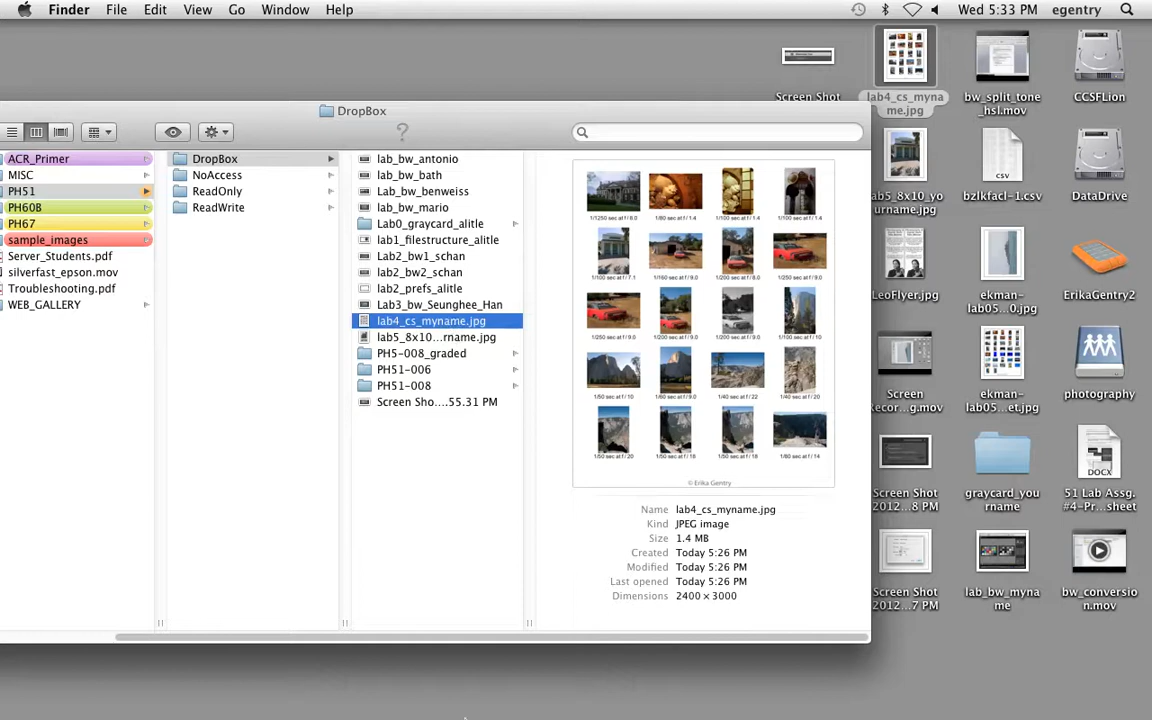 Finder File Edit View Go Window Help
Wed 5:33 PM egentry
DropBox
ACR_Primer
MISC
PH51
PH60B
PH67
sample_images
Server_Students.pdf
silverfast_epson.mov
Troubleshooting.pdf
WEB_GALLERY
DropBox
NoAccess
ReadOnly
ReadWrite
lab_bw_antonio
lab_bw_bath
Lab_bw_benweiss
lab_bw_mario
Lab0_graycard_alitle
lab1_filestructure_alitle
Lab2_bw1_schan
lab2_bw2_schan
lab2_prefs_alitle
Lab3_bw_Seunghee_Han
lab4_cs_myname.jpg
lab5_8x10...rname.jpg
PH5-008_graded
PH51-006
PH51-008
Screen Sho....55.31 PM
© Erika Gentry
Name lab4_cs_myname.jpg
Kind JPEG image
Size 1.4 MB
Created Today 5:26 PM
Modified Today 5:26 PM
Last opened Today 5:26 PM
Dimensions 2400 × 3000
Screen Shot
lab4_cs_myna
me.jpg
bw_split_tone
_hsl.mov
CCSFLion
lab5_8x10_yo
urname.jpg
CSV
bzlkfacl-1.csv
DataDrive
LeoFlyer.jpg
ekman-
lab05...0.jpg
ErikaGentry2
Screen
Recor...g.mov
ekman-
lab05...et.jpg
photography
Screen Shot
2012...8 PM
graycard_you
rname
DOCX
51 Lab Assg.
#4-Pr...sheet
Screen Shot
2012...7 PM
lab_bw_myna
me
bw_conversio
n.mov